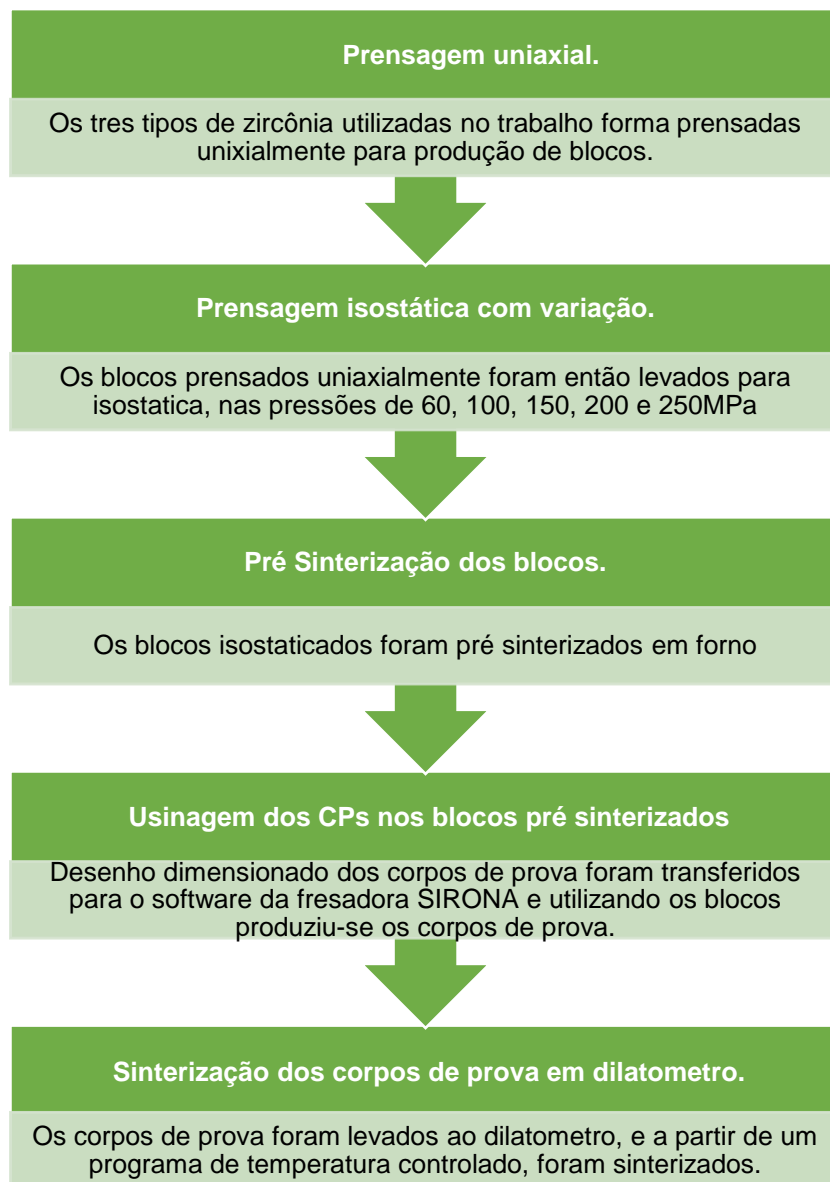 Prensagem uniaxial.
Os tres tipos de zircônia utilizadas no trabalho forma prensadas
unixialmente para produção de blocos.
Prensagem isostática com variação.
Os blocos prensados uniaxialmente foram então levados para
isostatica, nas pressões de 60, 100, 150, 200 e 250MPa
Pré Sinterização dos blocos.
Os blocos isostaticados foram pré sinterizados em forno
Usinagem dos CPs nos blocos pré sinterizados
Desenho dimensionado dos corpos de prova foram transferidos
para o software da fresadora SIRONA e utilizando os blocos
produziu-se os corpos de prova.
Sinterização dos corpos de prova em dilatometro.
Os corpos de prova foram levados ao dilatometro, e a partir de um
programa de temperatura controlado, foram sinterizados.